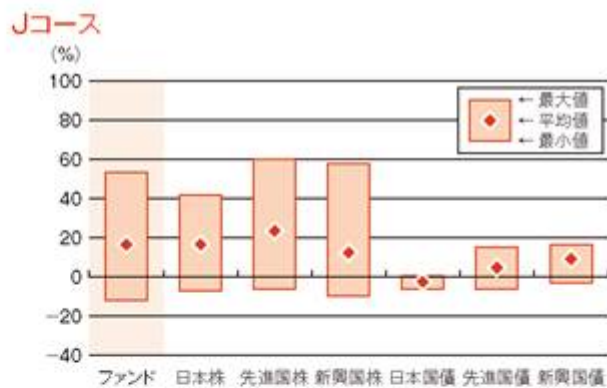 Jコース
(%)
100
80
60
40
20
0
-20
-40
← 最大値
← 平均値
← 最小値
ファンド 日本株 先進国株 新興国株 日本国債 先進国債 新興国債